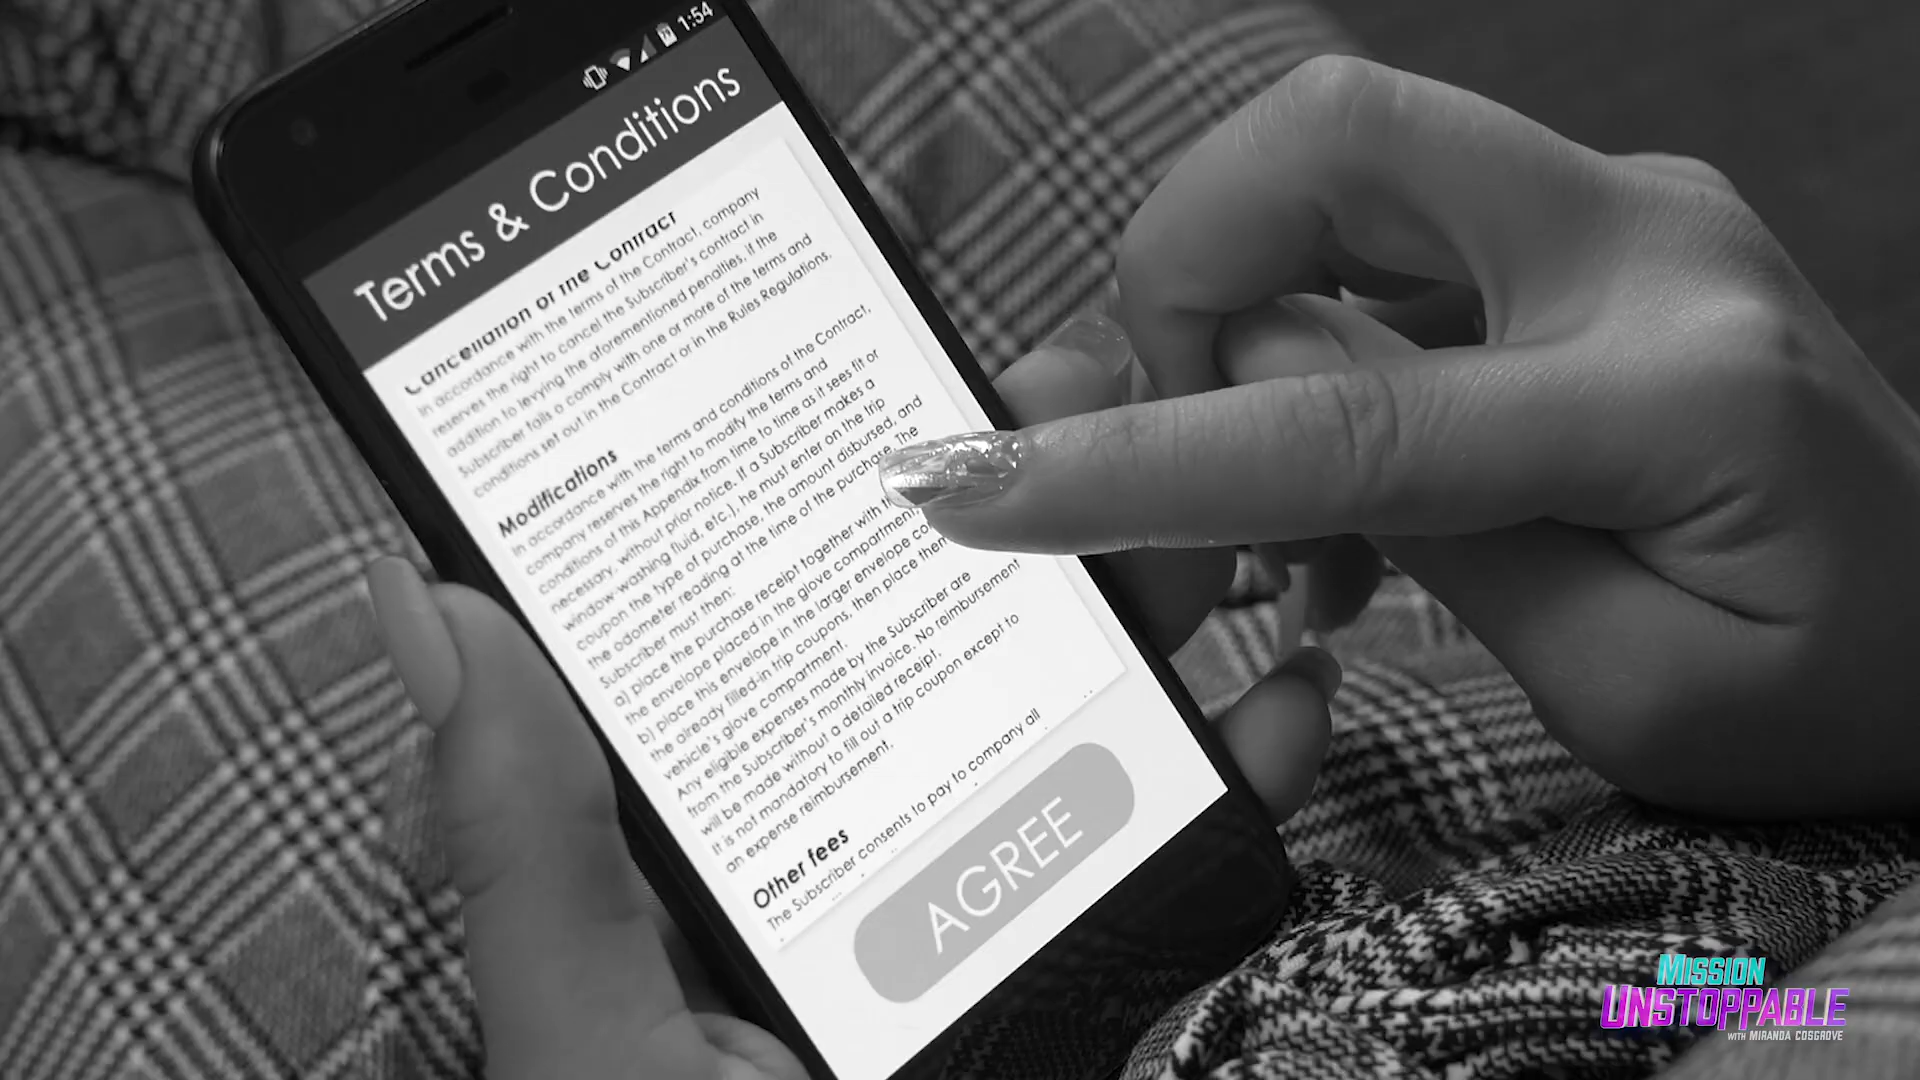 1:54
Terms & Conditions
Cancellation of the Contract
In accordance with the terms of the Contract, company
reserves the right to cancel the Subscriber's contract in
addition to levying the aforementioned penalties, if the
Subscriber fails o comply with one or more of the terms and
conditions set out in the Contract or in the Rules Regulations.
Modifications
In accordance with the terms and conditions of the Contract,
company reserves the right to modify the terms and
conditions of this Appendix from time to time as it sees fit or
necessary, without prior notice. If a Subscriber makes a
window-washing fluid, etc.), he must enter on the trip
coupon the type of purchase, the amount disbursed, and
the odometer reading at the time of the purchase. The
Subscriber must then:
a) place the purchase receipt together with
the envelope placed in the glove compartment,
b) place this envelope in the larger envelope
the already filled-in trip coupons, then place them
vehicle's glove compartment.
Any eligible expenses made by the Subscriber are
from the Subscriber's monthly invoice. No reimbursement
will be made without a detailed receipt.
It is not mandatory to fill out a trip coupon except to
an expense reimbursement.
Other fees
The Subscriber consents to pay to company all
AGREE
MISSION
UNSTOPPABLE
WITH MIRANDA COSGROVE